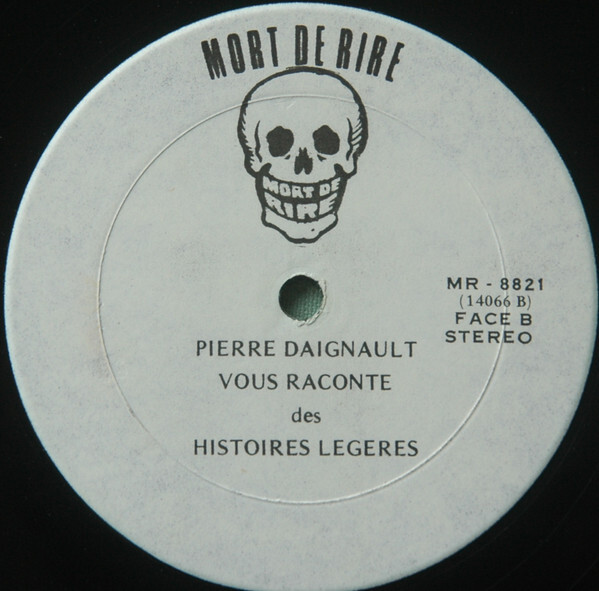 MORT DE RIRE
MORT DE
RIRE
MR - 8821
(14066 B)
FACE B
STEREO
PIERRE DAIGNAULT
VOUS RACONTE
des
HISTOIRES LEGERES